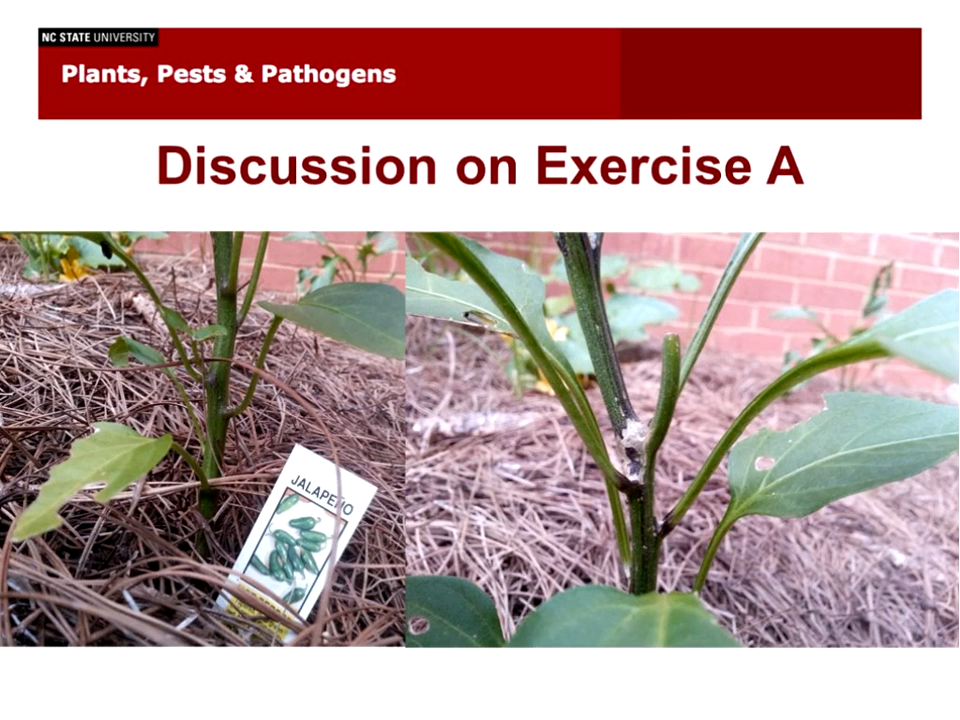 NC STATE UNIVERSITY
Plants, Pests & Pathogens
Discussion on Exercise A
JALAPEÑO